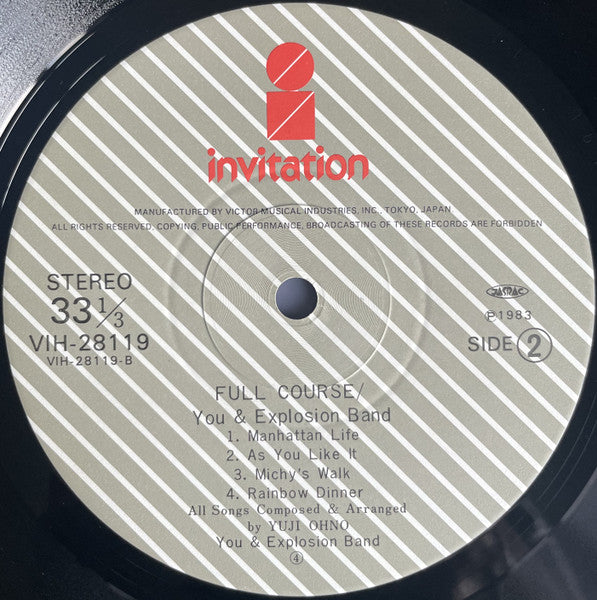 invitation
MANUFACTURED BY VICTOR MUSICAL INDUSTRIES, INC., TOKYO, JAPAN
ALL RIGHTS RESERVED, COPYING, PUBLIC PERFORMANCE, BROADCASTING OF THESE RECORDS ARE FORBIDDEN
STEREO
33 1/3
VIH-28119
VIH-28119-B
JASRAC
℗1983
SIDE 2
FULL COURSE/
You & Explosion Band
1. Manhattan Life
2. As You Like It
3. Michy's Walk
4. Rainbow Dinner
All Songs Composed & Arranged
by YUJI OHNO
You & Explosion Band
④